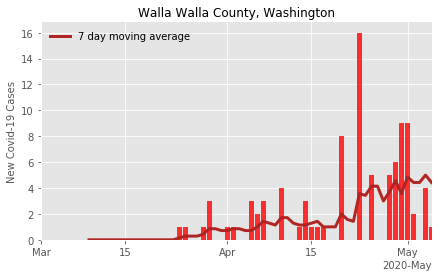 Walla Walla County, Washington
7 day moving average
New Covid-19 Cases
16
14
12
10
8
6
4
2
0
Mar
15
Apr
15
May
2020-May